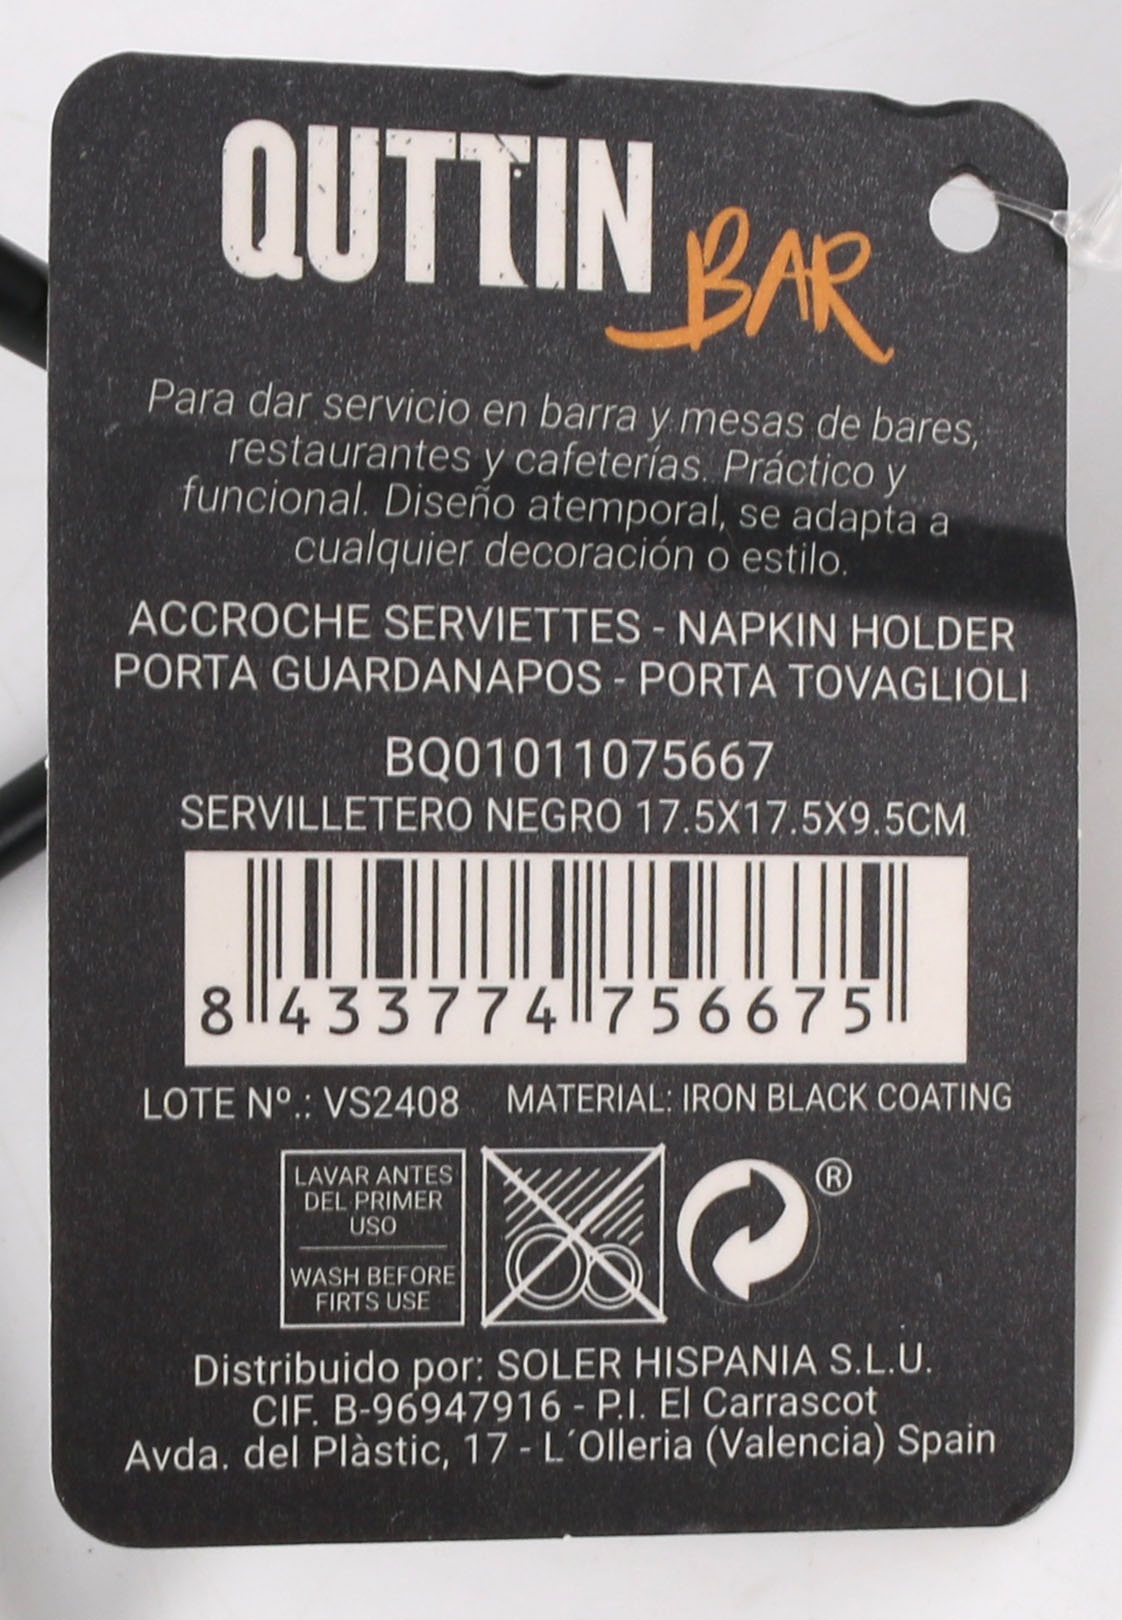 QUTTIN
BAR
Para dar servicio en barra y mesas de bares,
restaurantes y cafeterías. Práctico y
funcional. Diseño atemporal, se adapta a
cualquier decoración o estilo.
ACCROCHE SERVIETTES - NAPKIN HOLDER
PORTA GUARDANAPOS - PORTA TOVAGLIOLI
BQ01011075667
SERVILLETERO NEGRO 17.5X17.5X9.5CM
8 433774 756675
LOTE Nº.: VS2408 MATERIAL: IRON BLACK COATING
LAVAR ANTES
DEL PRIMER
USO
WASH BEFORE
FIRTS USE
®
Distribuido por: SOLER HISPANIA S.L.U.
CIF. B-96947916 - P.I. El Carrascot
Avda. del Plàstic, 17 - L´Olleria (Valencia) Spain